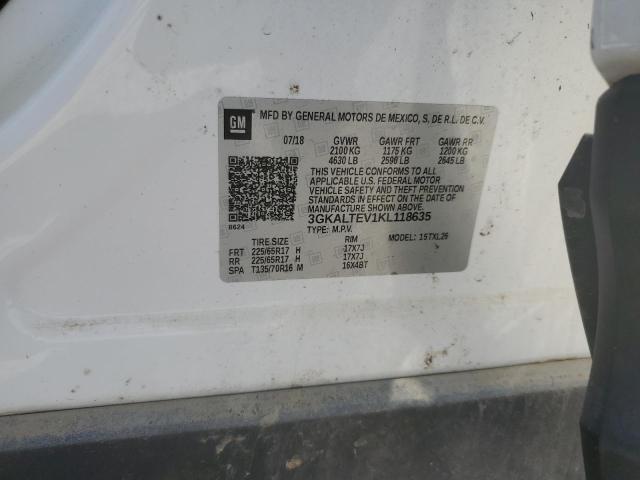 GM MFD BY GENERAL MOTORS DE MEXICO, S. DE R.L. DE C.V.
07/18 GVWR GAWR FRT GAWR RR
2100 KG 1175 KG 1200 KG
4630 LB 2590 LB 2645 LB
THIS VEHICLE CONFORMS TO ALL
APPLICABLE U.S. FEDERAL MOTOR
VEHICLE SAFETY AND THEFT PREVENTION
STANDARDS IN EFFECT ON THE DATE OF
MANUFACTURE SHOWN ABOVE.
8624 3GKALTEV1KL118635
TYPE: M.P.V. MODEL: 1STXL26
TIRE SIZE RIM
FRT 225/65R17 H 17X7J
RR 225/65R17 H 17X7J
SPA T135/70R16 M 16X4BT